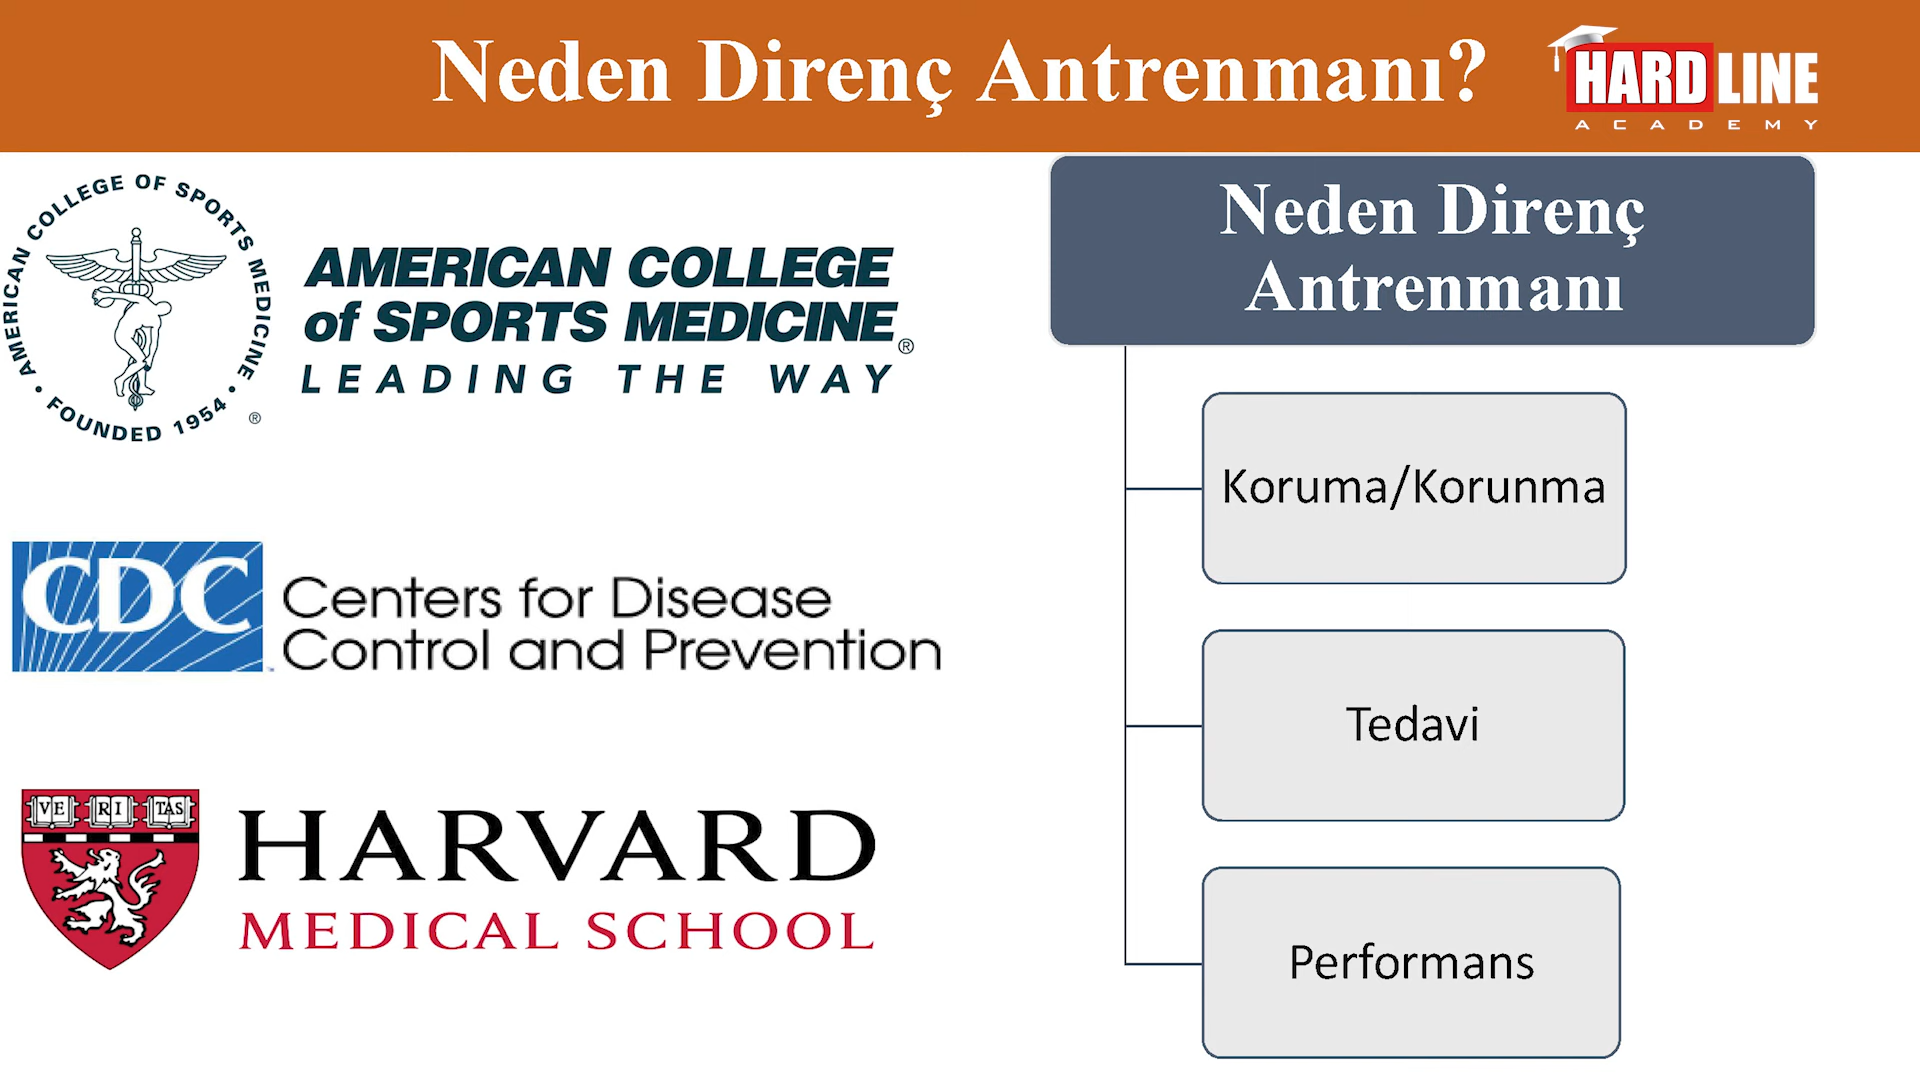 Neden Direnç Antrenmanı?
HARDLINE
ACADEMY
AMERICAN COLLEGE OF SPORTS MEDICINE
• FOUNDED 1954 •
®
AMERICAN COLLEGE
of SPORTS MEDICINE®
LEADING THE WAY
CDC
Centers for Disease
Control and Prevention
VE RI TAS
HARVARD
MEDICAL SCHOOL
Neden Direnç
Antrenmanı
Koruma/Korunma
Tedavi
Performans